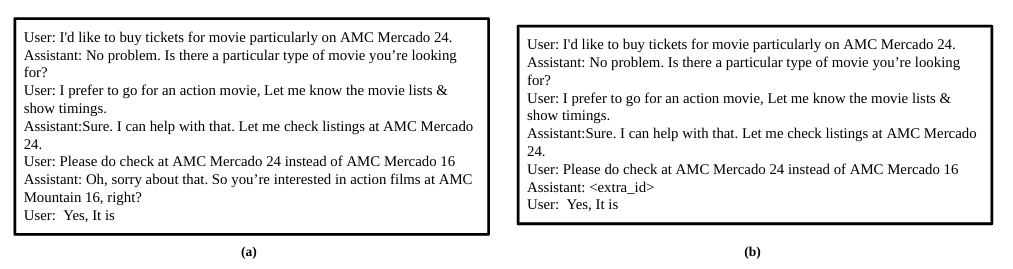 User: I'd like to buy tickets for movie particularly on AMC Mercado 24.
Assistant: No problem. Is there a particular type of movie you’re looking
for?
User: I prefer to go for an action movie, Let me know the movie lists &
show timings.
Assistant:Sure. I can help with that. Let me check listings at AMC Mercado
24.
User: Please do check at AMC Mercado 24 instead of AMC Mercado 16
Assistant: Oh, sorry about that. So you’re interested in action films at AMC
Mountain 16, right?
User: Yes, It is
(a)
User: I'd like to buy tickets for movie particularly on AMC Mercado 24.
Assistant: No problem. Is there a particular type of movie you’re looking
for?
User: I prefer to go for an action movie, Let me know the movie lists &
show timings.
Assistant:Sure. I can help with that. Let me check listings at AMC Mercado
24.
User: Please do check at AMC Mercado 24 instead of AMC Mercado 16
Assistant: <extra_id>
User: Yes, It is
(b)